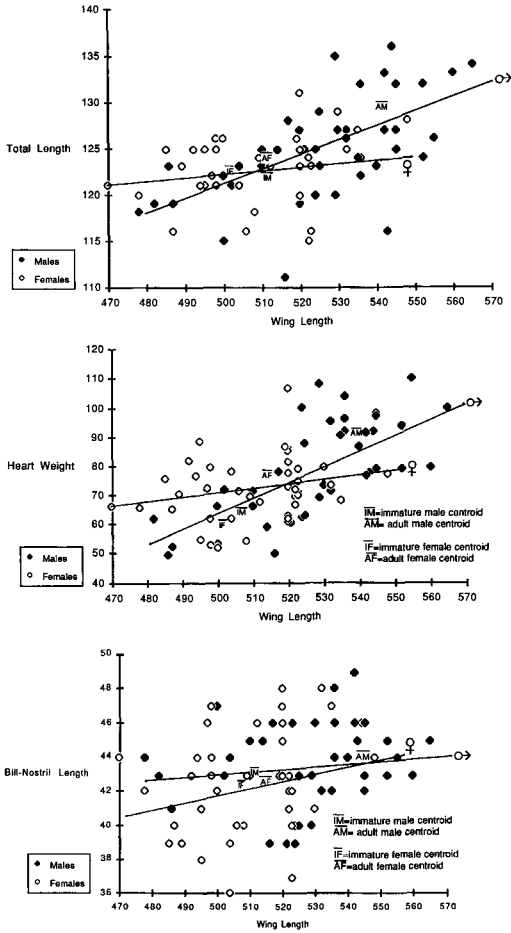 135
130
125
120
115
110
Total Length
AM
AF
IF
IM
Males
Females
470 480 490 500 510 520 530 540 550 560 570
Wing Length
120
110
100
90
80
70
60
50
40
Heart Weight
AM
AF
IM
IF
IM=immature male centroid
AM= adult male centroid
IF=immature female centroid
AF=adult female centroid
Males
Females
470 480 490 500 510 520 530 540 550 560 570
Wing Length
50
48
46
44
42
40
38
36
Bill-Nostril Length
AM
IM
IF
AF
IM=immature male centroid
AM= adult male centroid
IF=immature female centroid
AF=adult female centroid
Males
Females
470 480 490 500 510 520 530 540 550 560 570
Wing Length